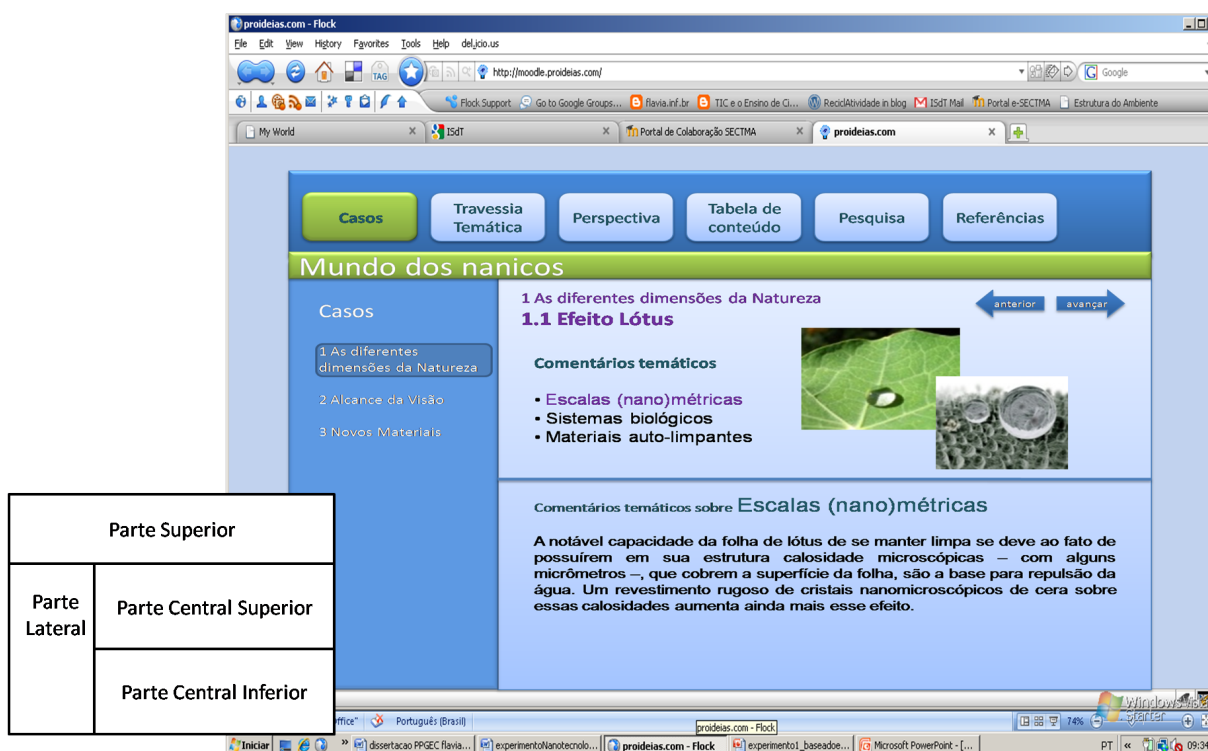 proideias.com - Flock
File Edit View History Favorites Tools Help del.icio.us
TAG http://moodle.proideias.com/ G Google
Flock Support Go to Google Groups... flavia.inf.br TIC e o Ensino de Ci... ReciclAtividade in blog ISdT Mail Portal e-SECTMA Estrutura do Ambiente
My World ISdT Portal de Colaboração SECTMA proideias.com
Casos Travessia Temática Perspectiva Tabela de conteúdo Pesquisa Referências
Mundo dos nanicos
Casos
1 As diferentes
dimensões da Natureza
2 Alcance da Visão
3 Novos Materiais
1 As diferentes dimensões da Natureza
1.1 Efeito Lótus
anterior avançar
Comentários temáticos
• Escalas (nano)métricas
• Sistemas biológicos
• Materiais auto-limpantes
Comentários temáticos sobre Escalas (nano)métricas
A notável capacidade da folha de lótus de se manter limpa se deve ao fato de
possuírem em sua estrutura calosidade microscópicas – com alguns
micrômetros –, que cobrem a superfície da folha, são a base para repulsão da
água. Um revestimento rugoso de cristais nanomicroscópicos de cera sobre
essas calosidades aumenta ainda mais esse efeito.
Parte Superior
Parte
Lateral
Parte Central Superior
Parte Central Inferior
ffice" Português (Brasil) 74%
proideias.com - Flock
Iniciar » dissertacao PPGEC flavia... experimentoNanotecnolo... proideias.com - Flock experimento1_baseadoe... Microsoft PowerPoint - [... PT « 09:36